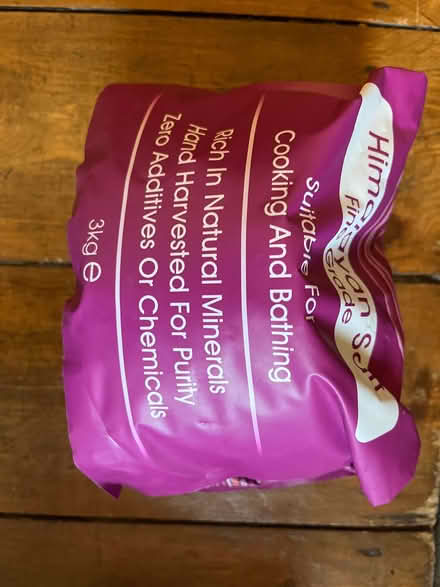 Himalayan Salt
Fine Grade
Suitable For
Cooking And Bathing
Rich In Natural Minerals
Hand Harvested For Purity
Zero Additives Or Chemicals
3kg e